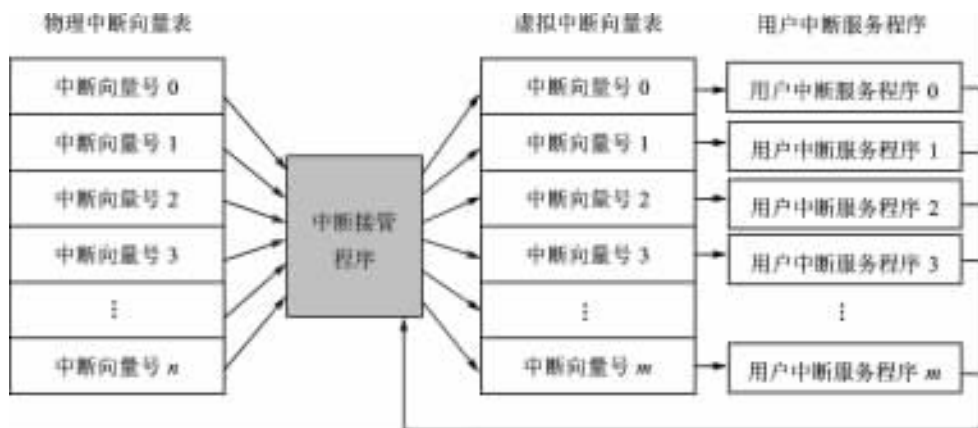 物理中断向量表
虚拟中断向量表
用户中断服务程序
中断向量号 0
中断向量号 1
中断向量号 2
中断向量号 3
⋮
中断向量号 n
中断接管
程序
中断向量号 0
中断向量号 1
中断向量号 2
中断向量号 3
⋮
中断向量号 m
用户中断服务程序 0
用户中断服务程序 1
用户中断服务程序 2
用户中断服务程序 3
⋮
用户中断服务程序 m